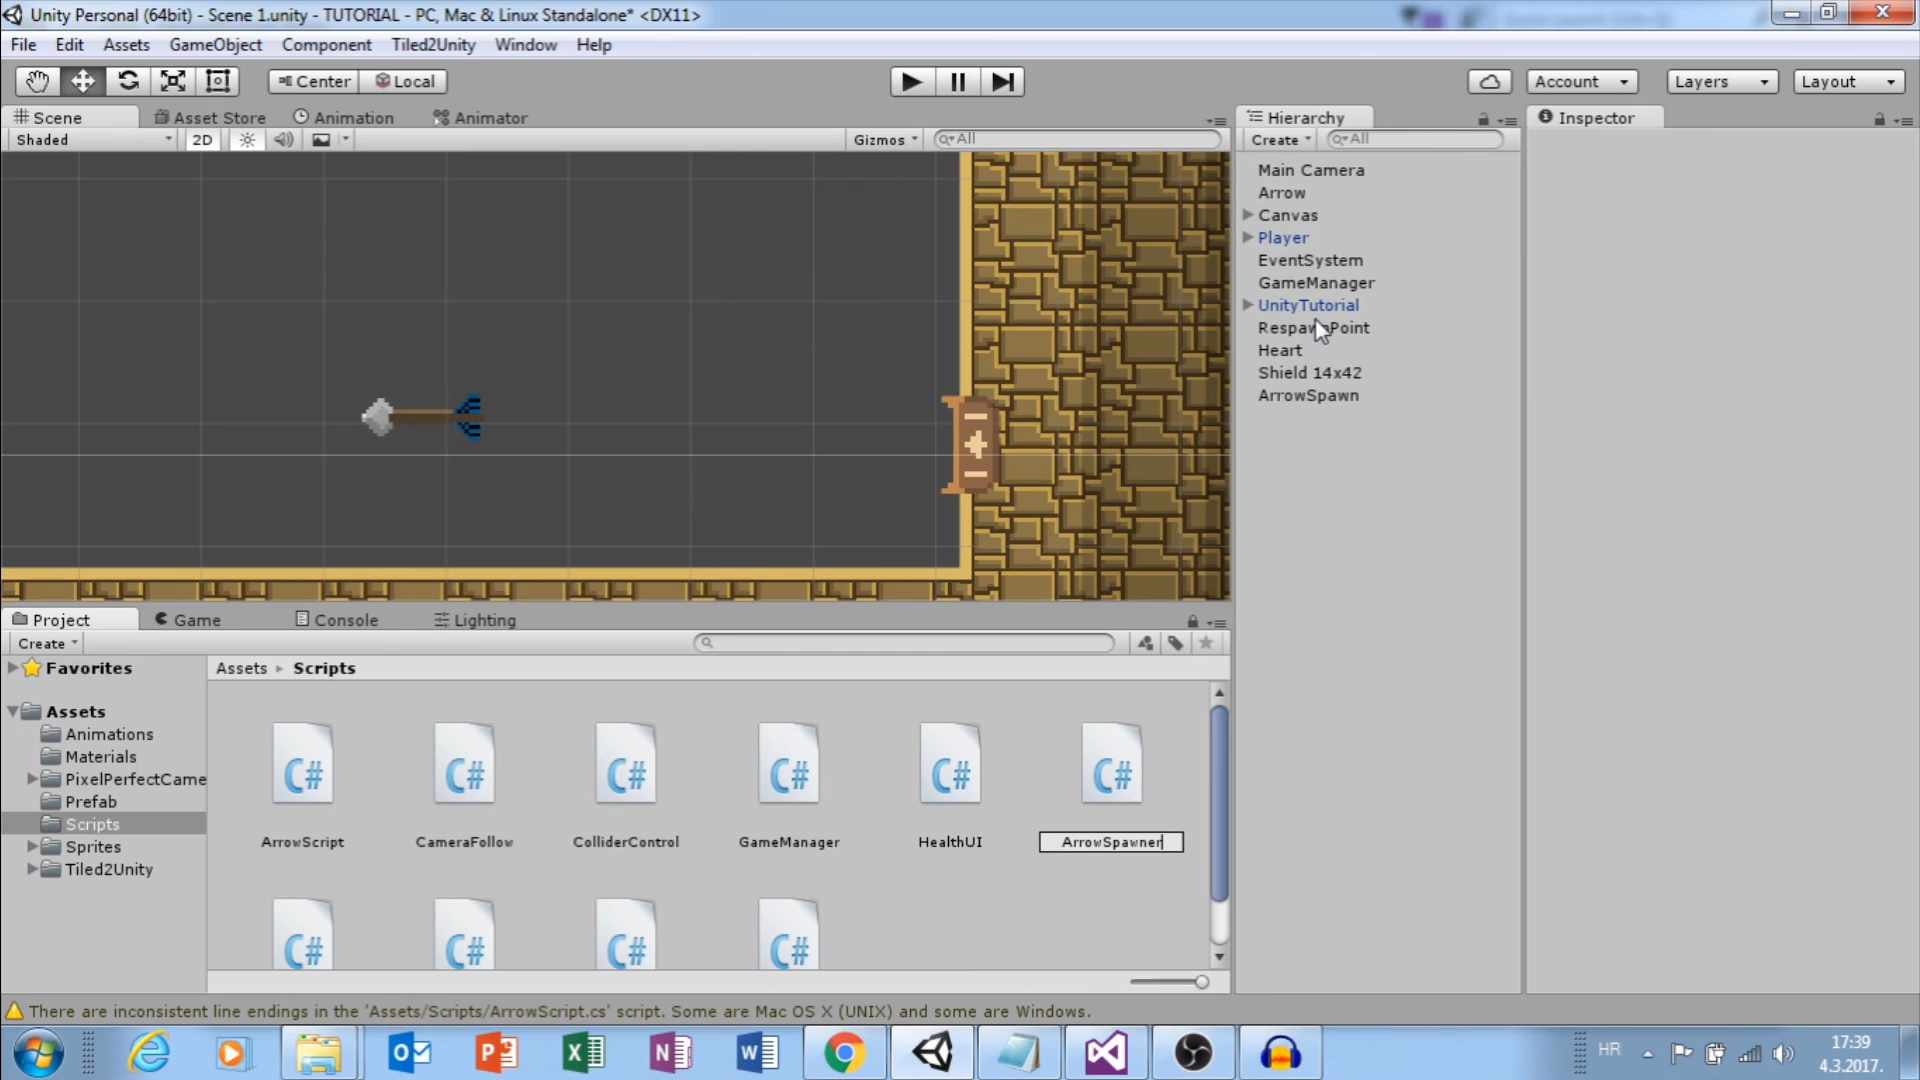 Unity Personal (64bit) - Scene 1.unity - TUTORIAL - PC, Mac & Linux Standalone* <DX11>
File Edit Assets GameObject Component Tiled2Unity Window Help
Center Local Account Layers Layout
Scene Asset Store Animation Animator Hierarchy Inspector
Shaded 2D Gizmos All Create All
Main Camera
Arrow
Canvas
Player
EventSystem
GameManager
UnityTutorial
RespawnPoint
Heart
Shield 14x42
ArrowSpawn
Project Game Console Lighting
Create
Favorites
Assets
Animations
Materials
PixelPerfectCame
Prefab
Scripts
Sprites
Tiled2Unity
Assets Scripts
C# C# C# C# C# C#
ArrowScript CameraFollow ColliderControl GameManager HealthUI ArrowSpawner
C# C# C# C#
There are inconsistent line endings in the 'Assets/Scripts/ArrowScript.cs' script. Some are Mac OS X (UNIX) and some are Windows.
HR
17:39
4.3.2017.